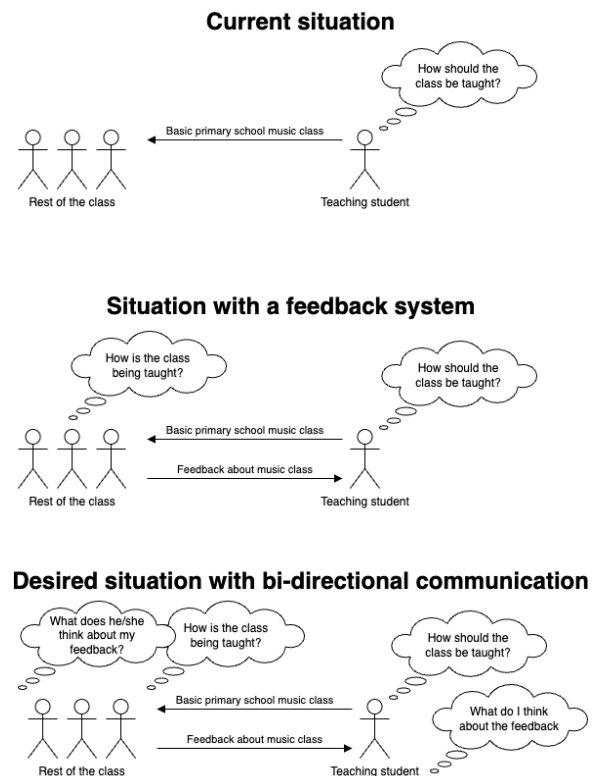 Current situation
How should the
class be taught?
Basic primary school music class
Rest of the class
Teaching student
Situation with a feedback system
How is the class
being taught?
How should the
class be taught?
Basic primary school music class
Feedback about music class
Rest of the class
Teaching student
Desired situation with bi-directional communication
What does he/she
think about my
feedback?
How is the class
being taught?
How should the
class be taught?
Basic primary school music class
What do I think
about the feedback
Feedback about music class
Rest of the class
Teaching student